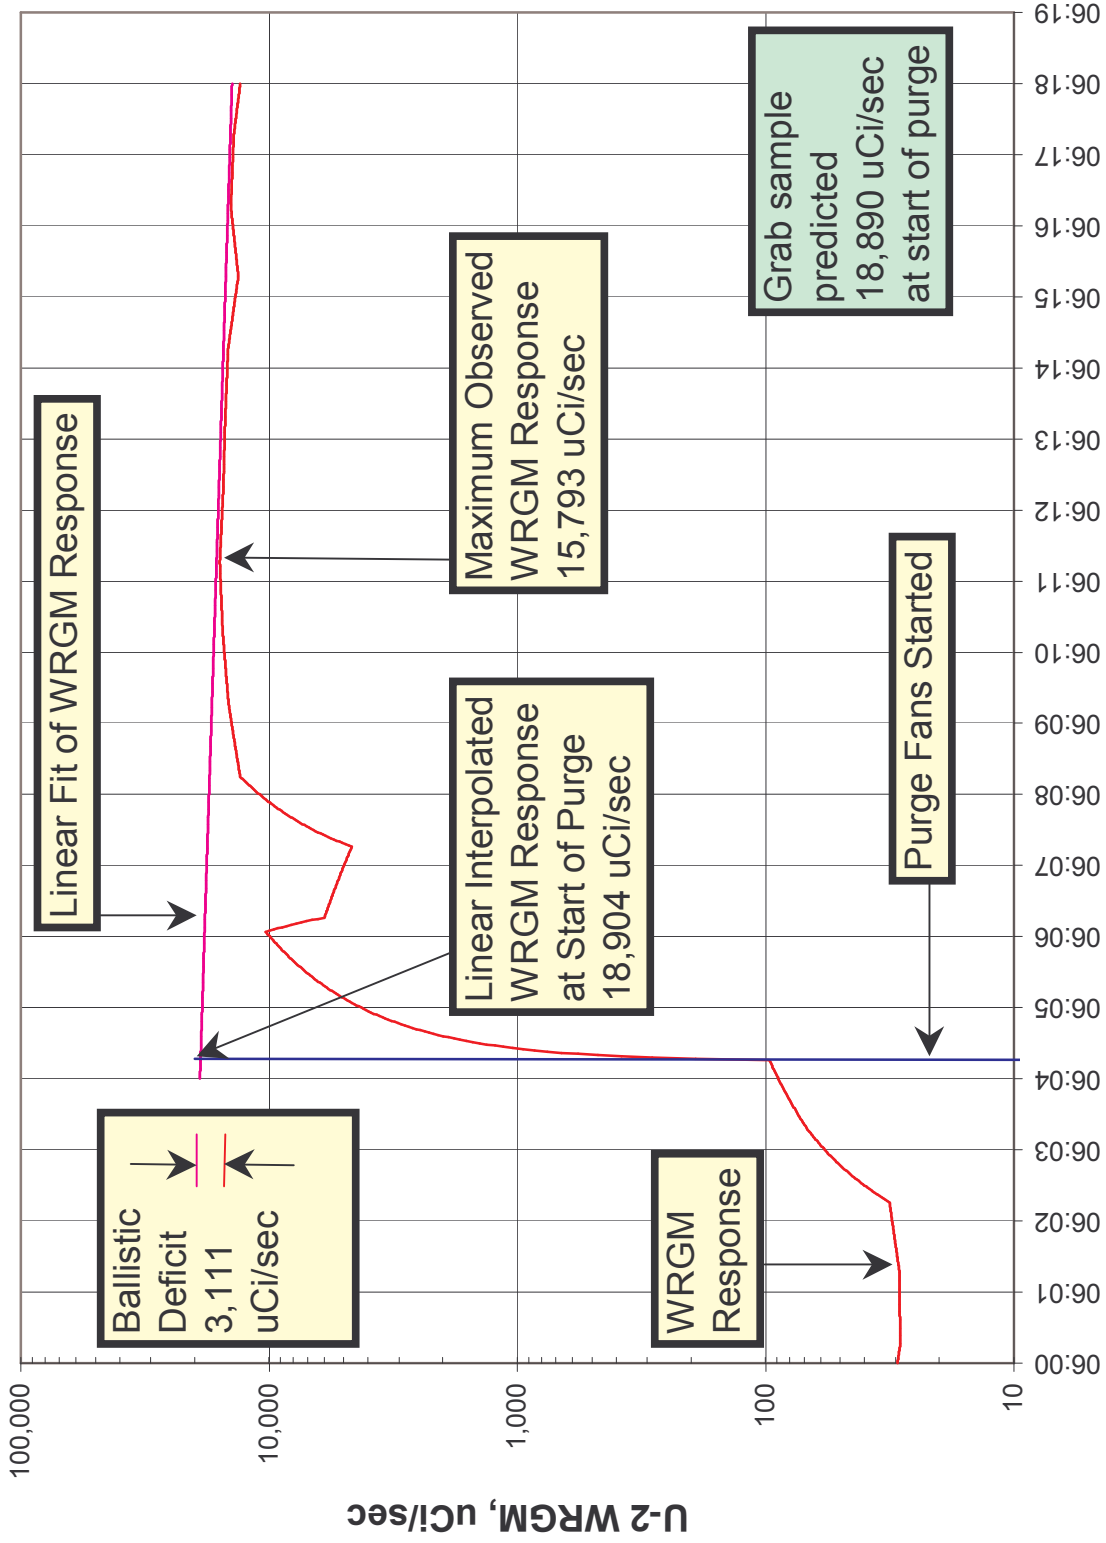 100,000
10,000
1,000
100
10
U-2 WRGM, uCi/sec
Ballistic
Deficit
3,111
uCi/sec
Linear Fit of WRGM Response
WRGM
Response
Linear Interpolated
WRGM Response
at Start of Purge
18,904 uCi/sec
Maximum Observed
WRGM Response
15,793 uCi/sec
Purge Fans Started
Grab sample
predicted
18,890 uCi/sec
at start of purge
06:00
06:01
06:02
06:03
06:04
06:05
06:06
06:07
06:08
06:09
06:10
06:11
06:12
06:13
06:14
06:15
06:16
06:17
06:18
06:19